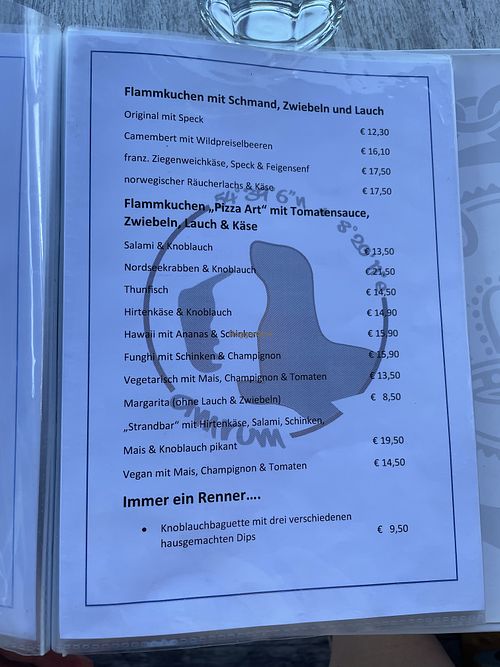 Flammkuchen mit Schmand, Zwiebeln und Lauch
Original mit Speck € 12,30
Camembert mit Wildpreiselbeeren € 16,10
franz. Ziegenweichkäse, Speck & Feigensenf € 17,50
norwegischer Räucherlachs & Käse € 17,50
Flammkuchen „Pizza Art“ mit Tomatensauce,
Zwiebeln, Lauch & Käse
Salami & Knoblauch € 13,50
Nordseekrabben & Knoblauch € 21,50
Thunfisch € 14,50
Hirtenkäse & Knoblauch € 14,90
Hawaii mit Ananas & Schinken € 15,90
Funghi mit Schinken & Champignon € 15,90
Vegetarisch mit Mais, Champignon & Tomaten € 13,50
Margarita (ohne Lauch & Zwiebeln) € 8,50
„Strandbar“ mit Hirtenkäse, Salami, Schinken,
Mais & Knoblauch pikant € 19,50
Vegan mit Mais, Champignon & Tomaten € 14,50
Immer ein Renner....
• Knoblauchbaguette mit drei verschiedenen
hausgemachten Dips € 9,50
amrum